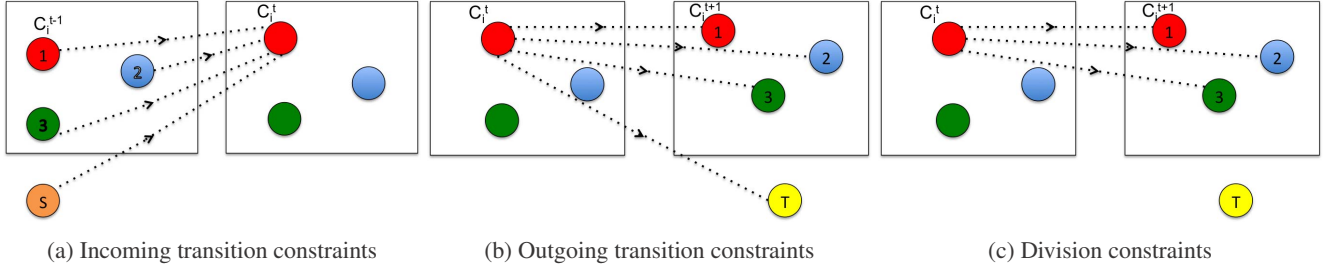 C_i^{t-1}
1
2
3
S
C_i^t
C_i^t
C_i^{t+1}
1
2
3
T
C_i^t
C_i^{t+1}
1
2
3
T
(a) Incoming transition constraints
(b) Outgoing transition constraints
(c) Division constraints